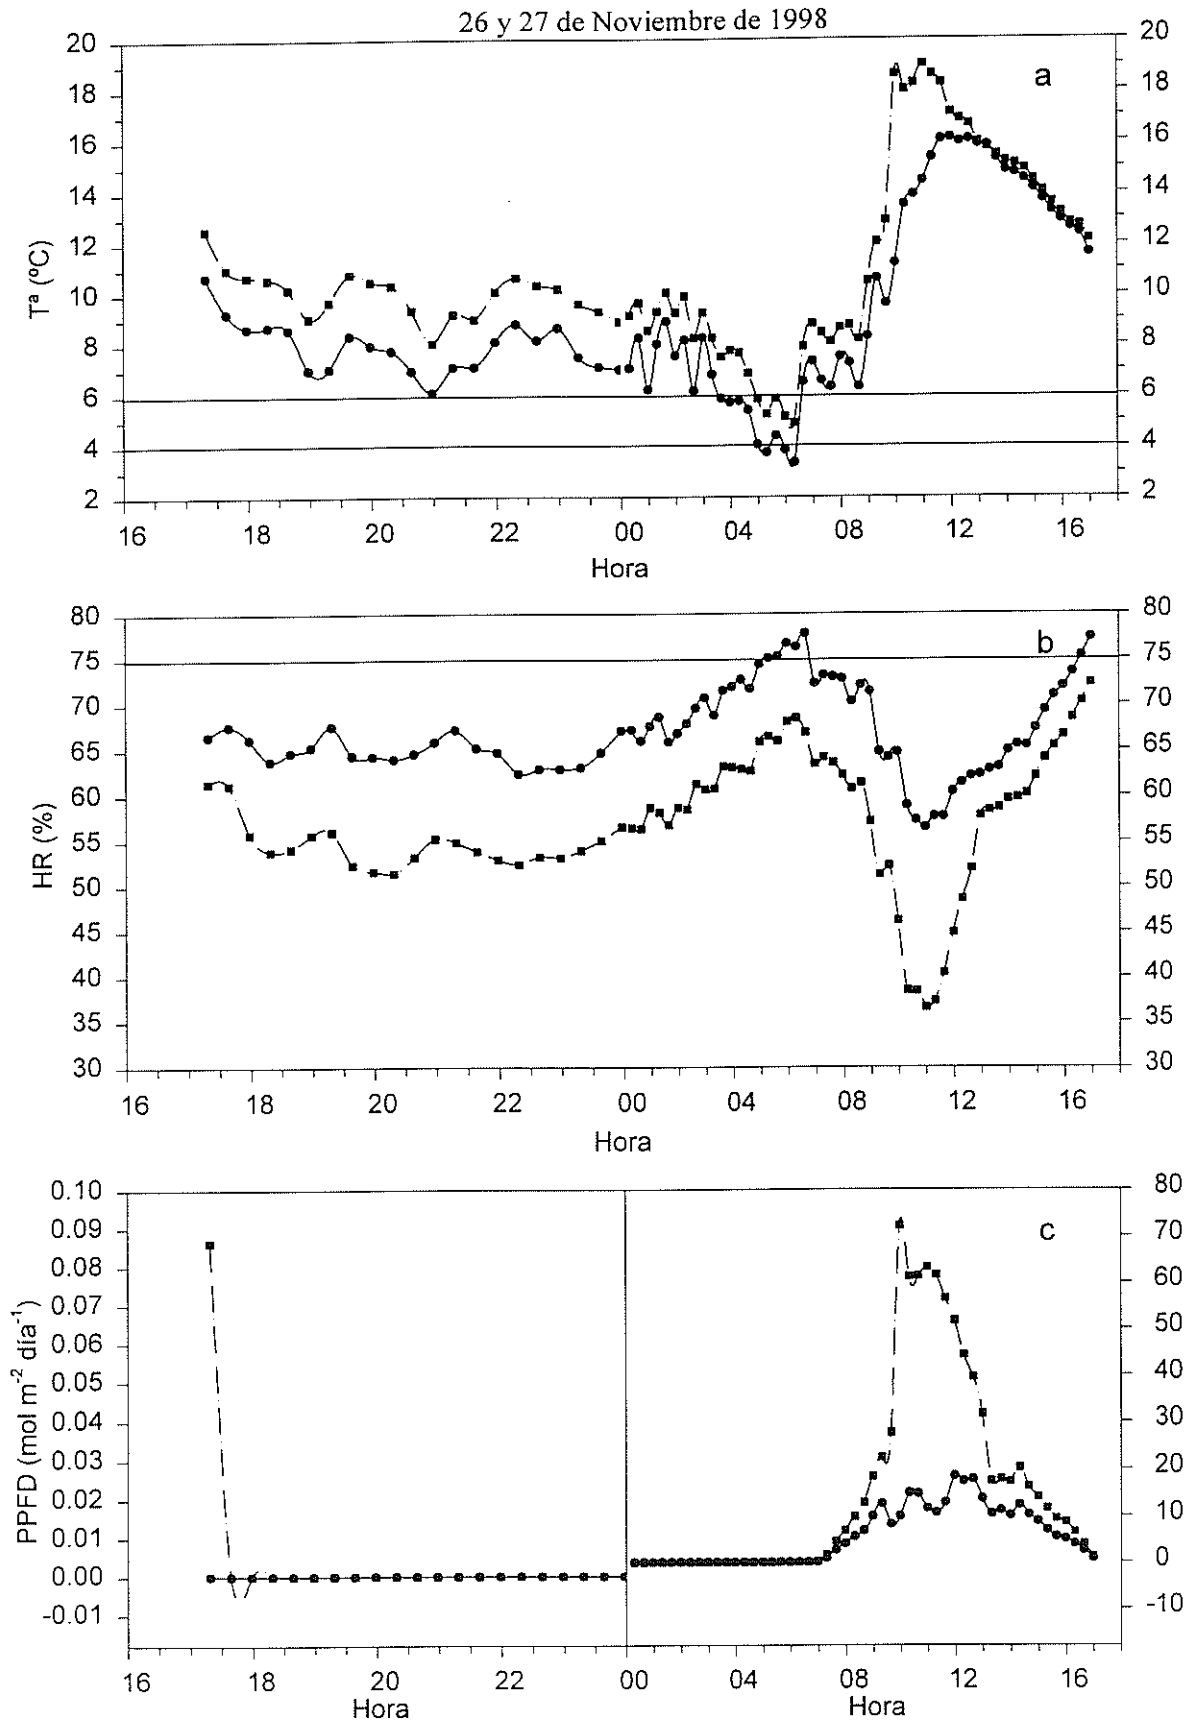 26 y 27 de Noviembre de 1998
a
20 18 16 14 12 10 8 6 4 2
Tª (ºC)
20 18 16 14 12 10 8 6 4 2
16 18 20 22 00 04 08 12 16
Hora
b
80 75 70 65 60 55 50 45 40 35 30
HR (%)
80 75 70 65 60 55 50 45 40 35 30
16 18 20 22 00 04 08 12 16
Hora
c
0.10 0.09 0.08 0.07 0.06 0.05 0.04 0.03 0.02 0.01 0.00 -0.01
PPFD (mol m⁻² día⁻¹)
80 70 60 50 40 30 20 10 0 -10
16 18 20 22 00 04 08 12 16
Hora Hora